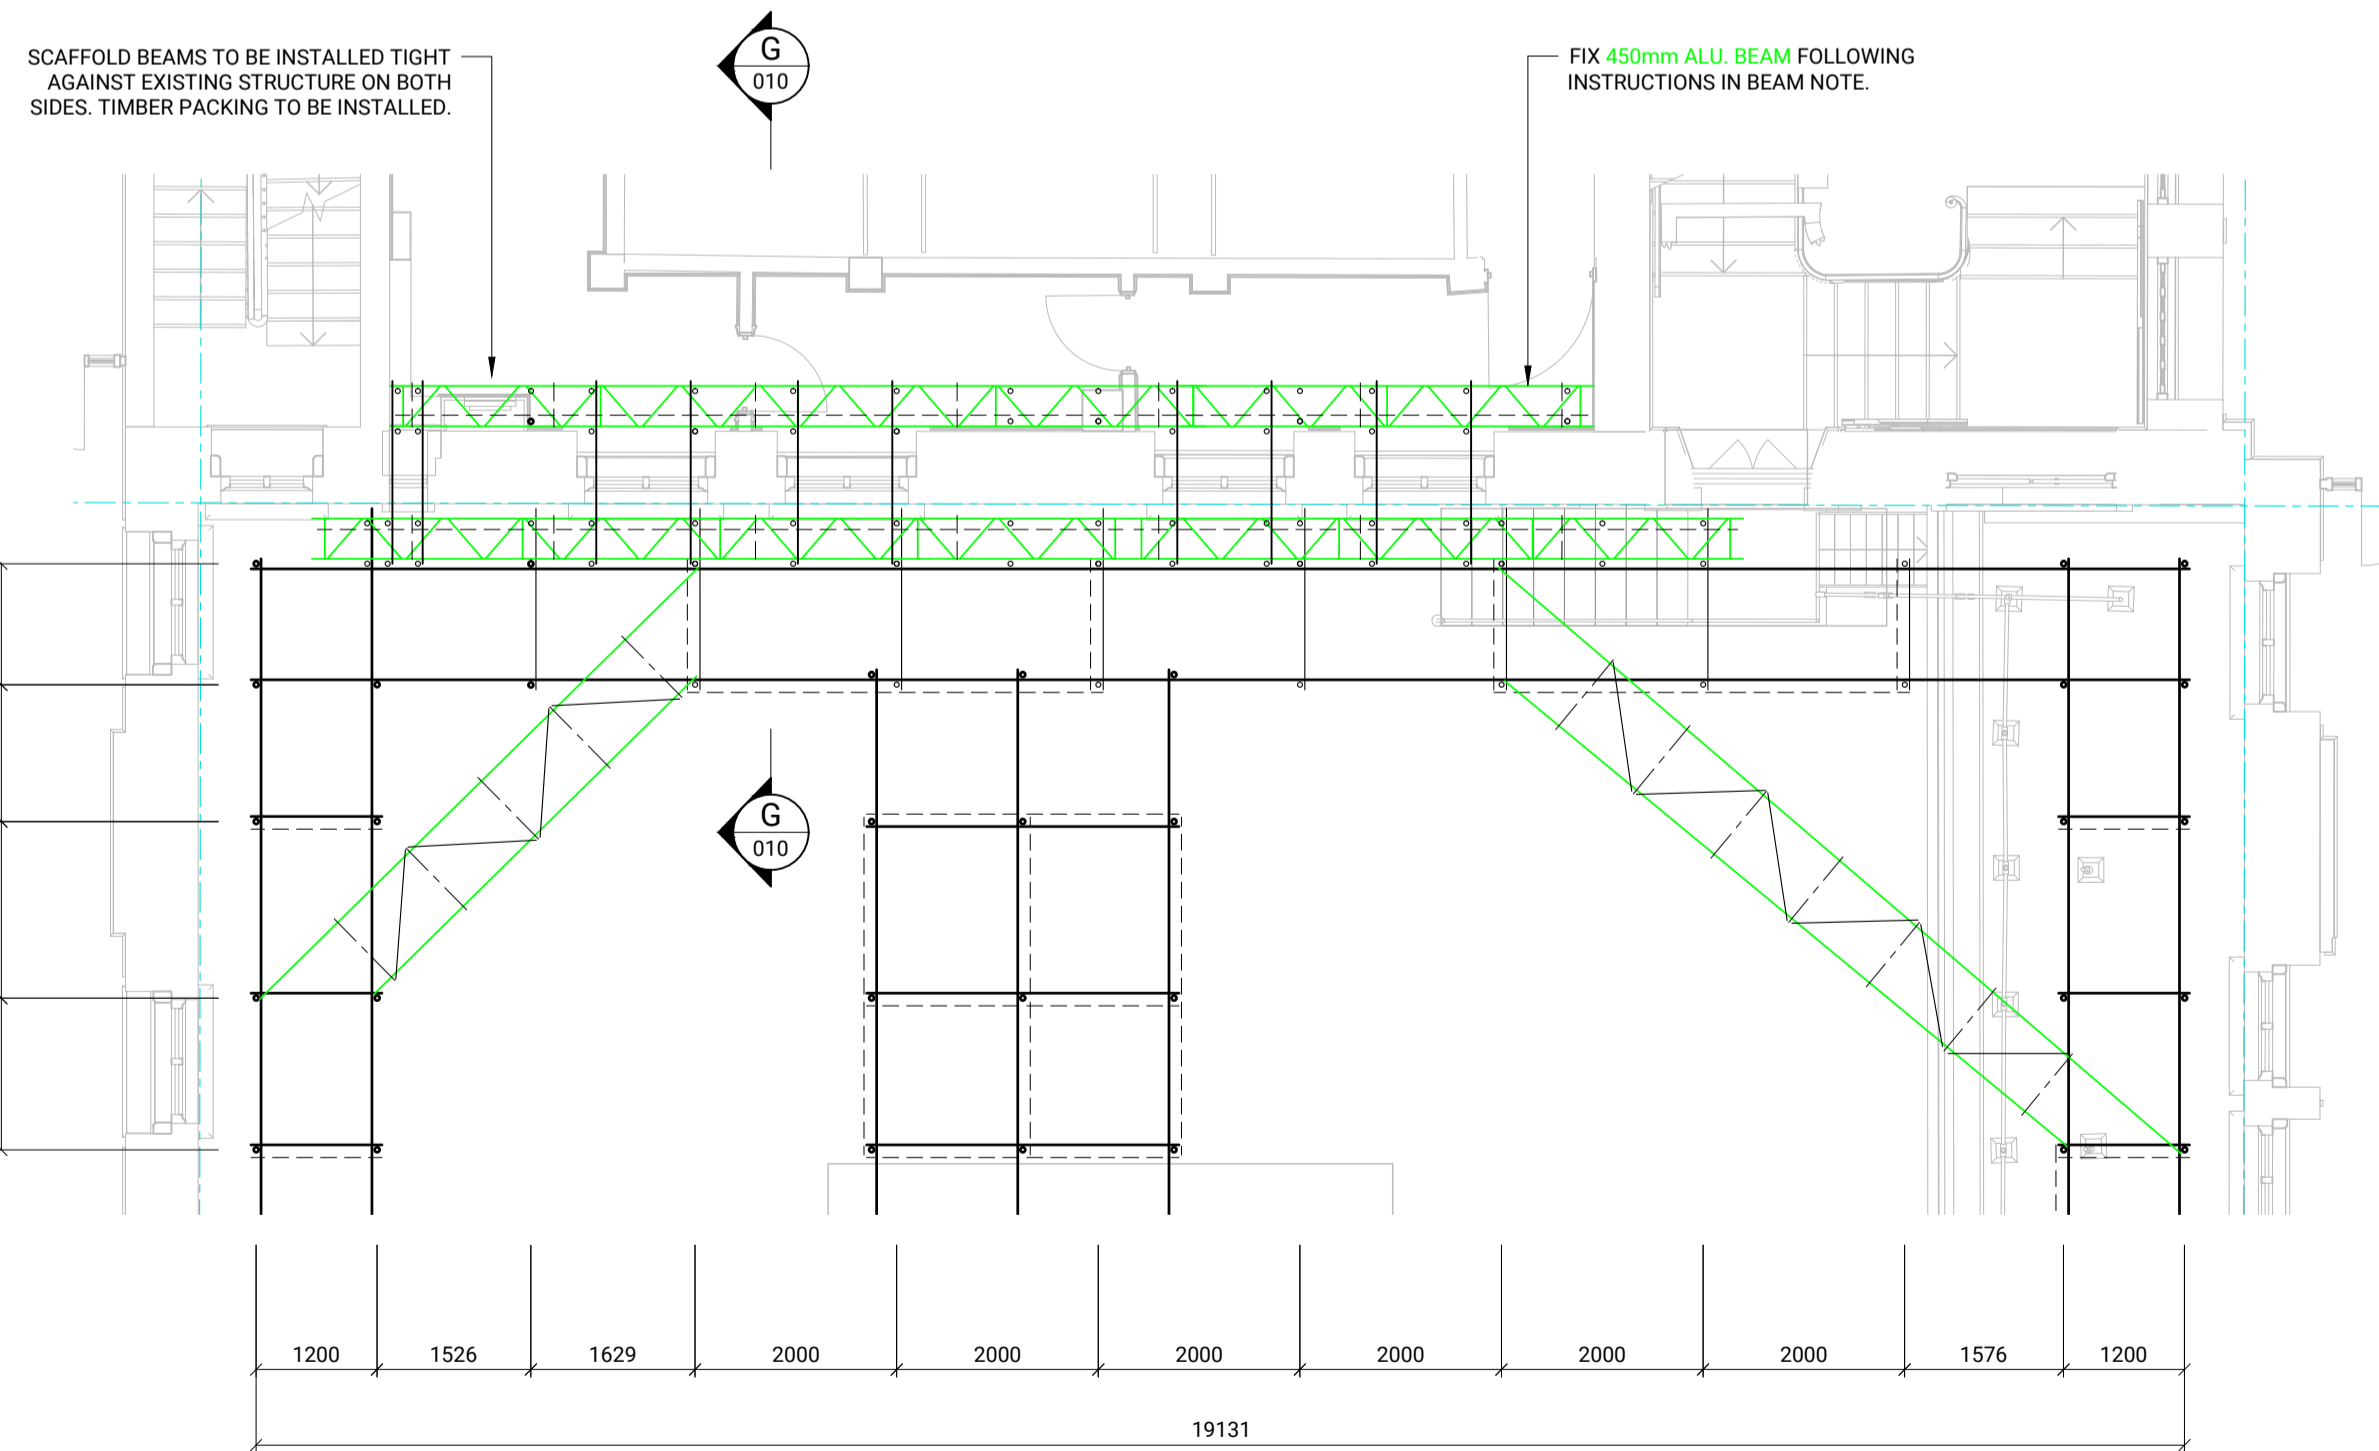 SCAFFOLD BEAMS TO BE INSTALLED TIGHT
AGAINST EXISTING STRUCTURE ON BOTH
SIDES. TIMBER PACKING TO BE INSTALLED.
G
010
FIX 450mm ALU. BEAM FOLLOWING
INSTRUCTIONS IN BEAM NOTE.
G
010
1200 1526 1629 2000 2000 2000 2000 2000 2000 1576 1200
19131